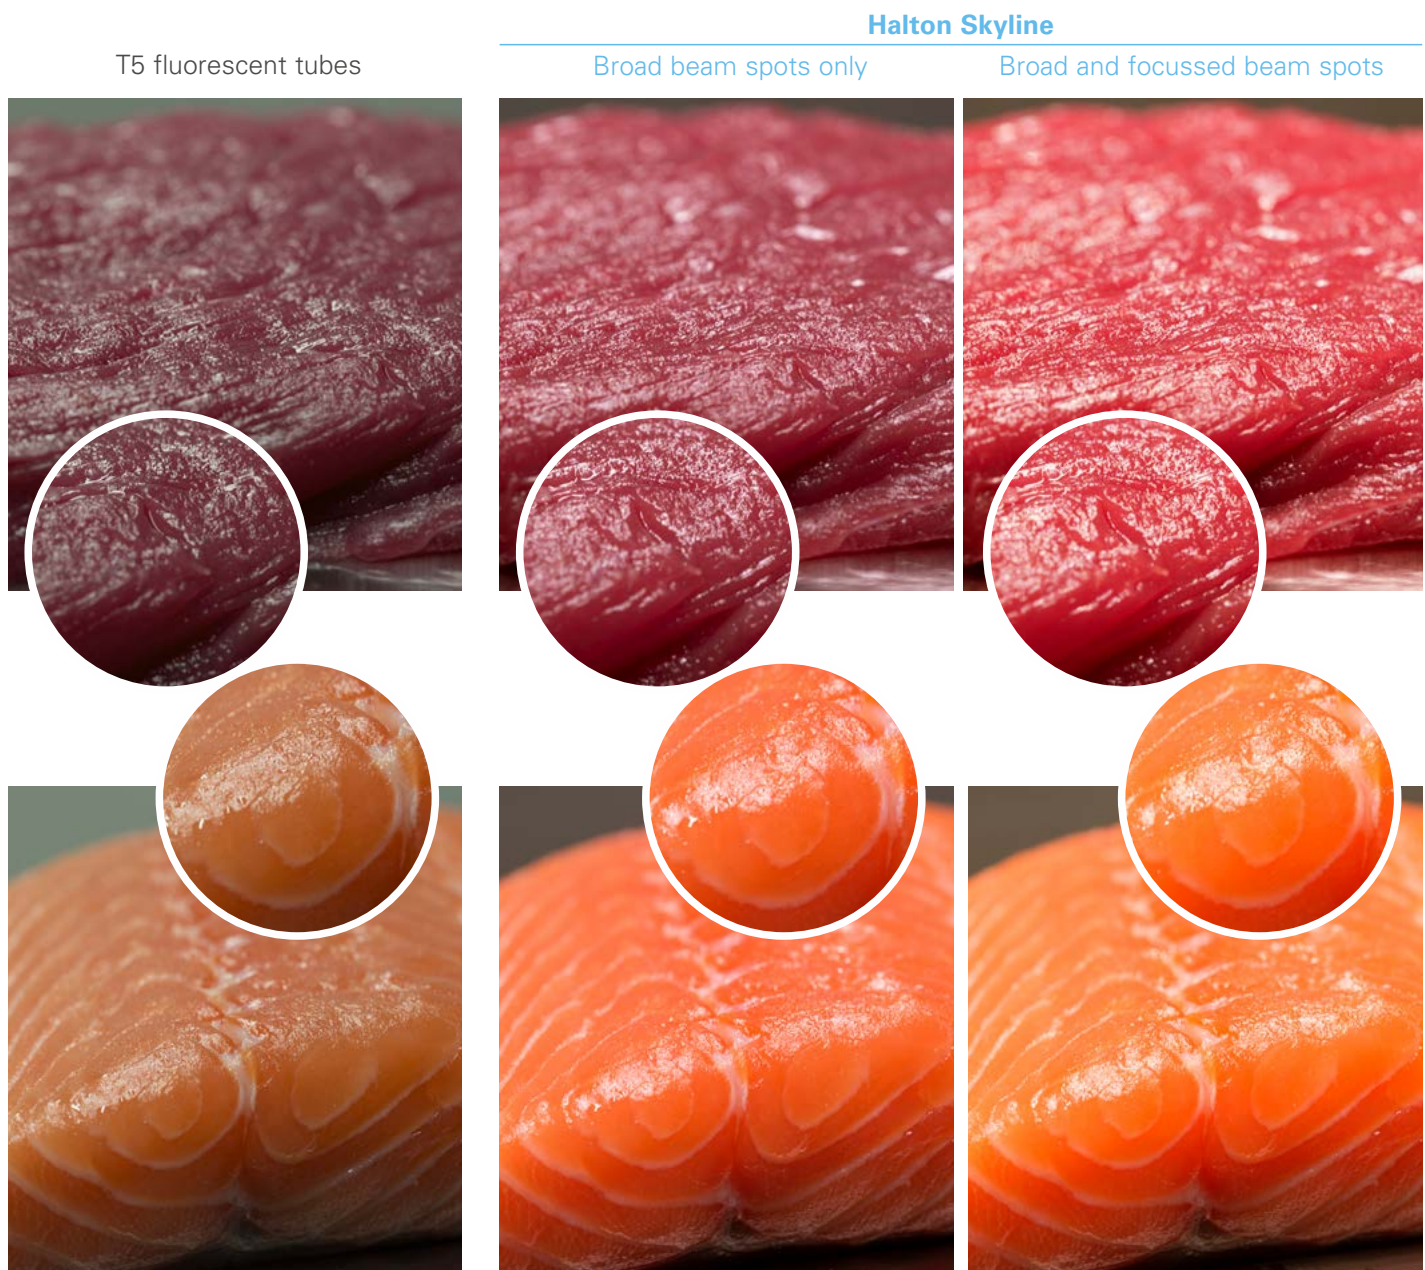 Halton Skyline
T5 fluorescent tubes
Broad beam spots only
Broad and focussed beam spots